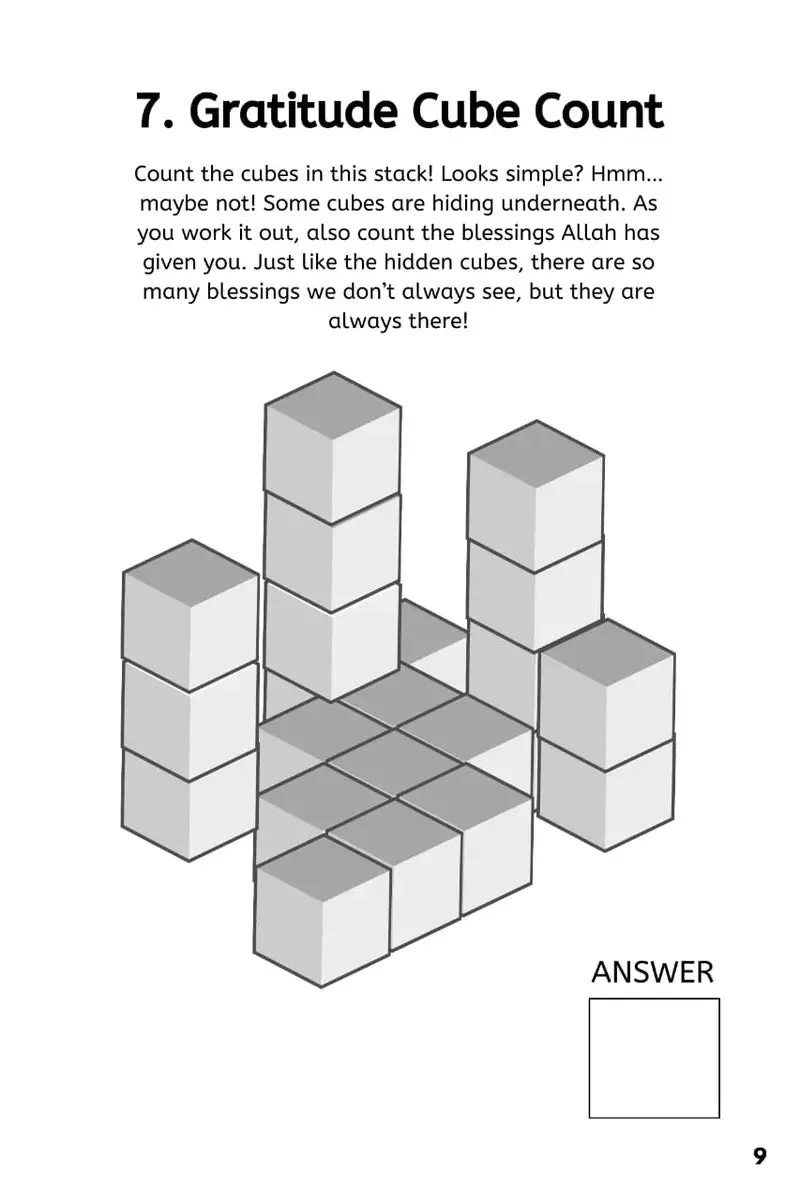 7. Gratitude Cube Count
Count the cubes in this stack! Looks simple? Hmm...
maybe not! Some cubes are hiding underneath. As
you work it out, also count the blessings Allah has
given you. Just like the hidden cubes, there are so
many blessings we don’t always see, but they are
always there!
ANSWER
9